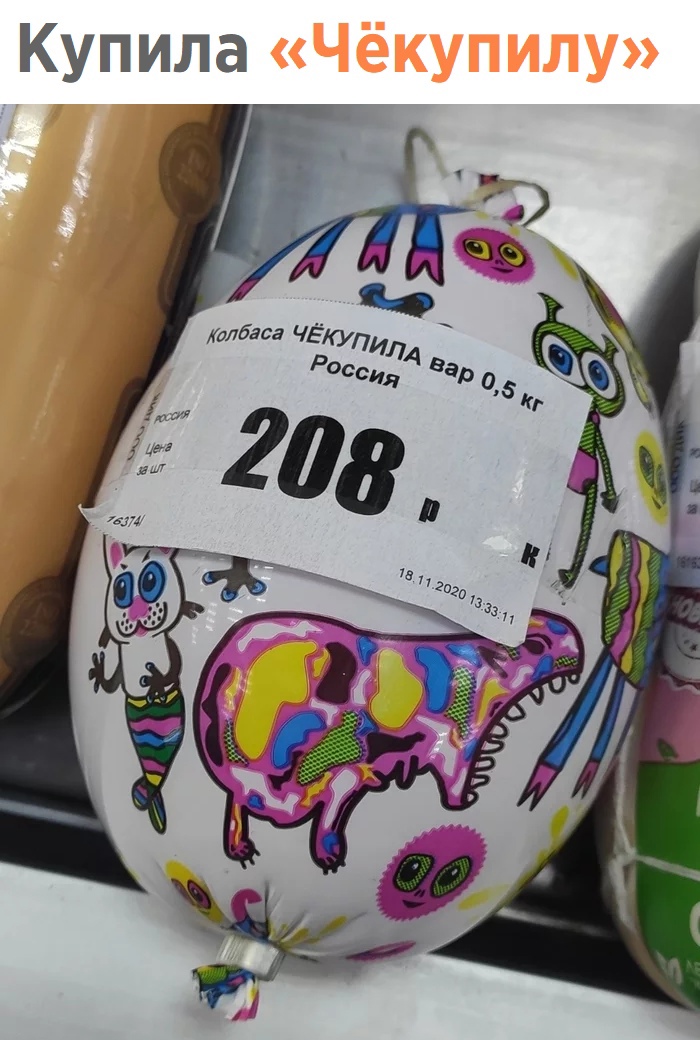 Купила «Чёкупилу»
Колбаса ЧЁКУПИЛА вар 0,5 кг
Россия
РОССИЯ
Цена
за шт
208 р
к
18.11.2020 13:33:11